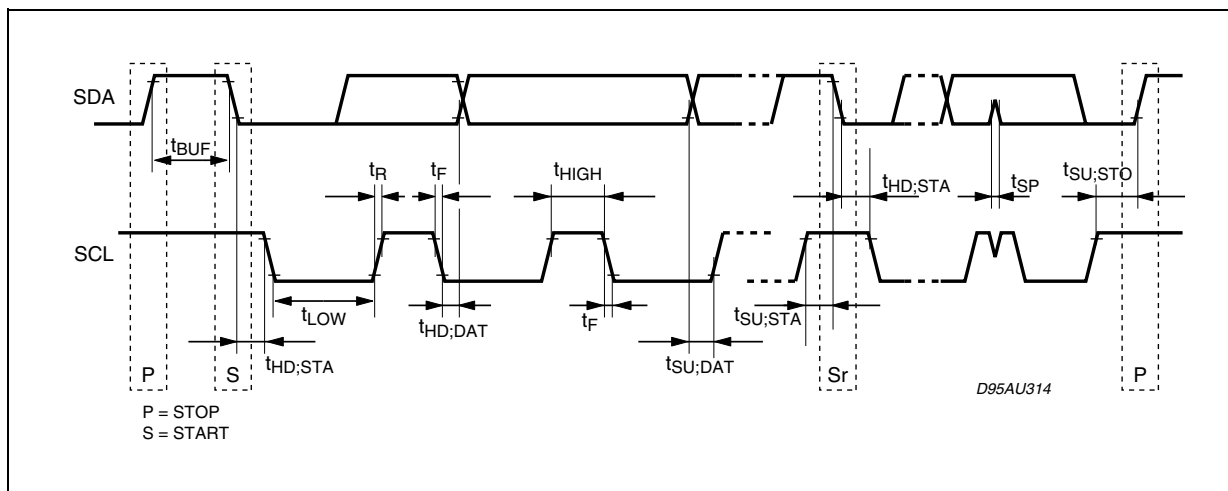 SDA
tBUF
tR
tF
tHIGH
tHD;STA
tSP
tSU;STO
SCL
tLOW
tHD;DAT
tF
tSU;STA
tHD;STA
tSU;DAT
P
S
Sr
D95AU314
P
P = STOP
S = START